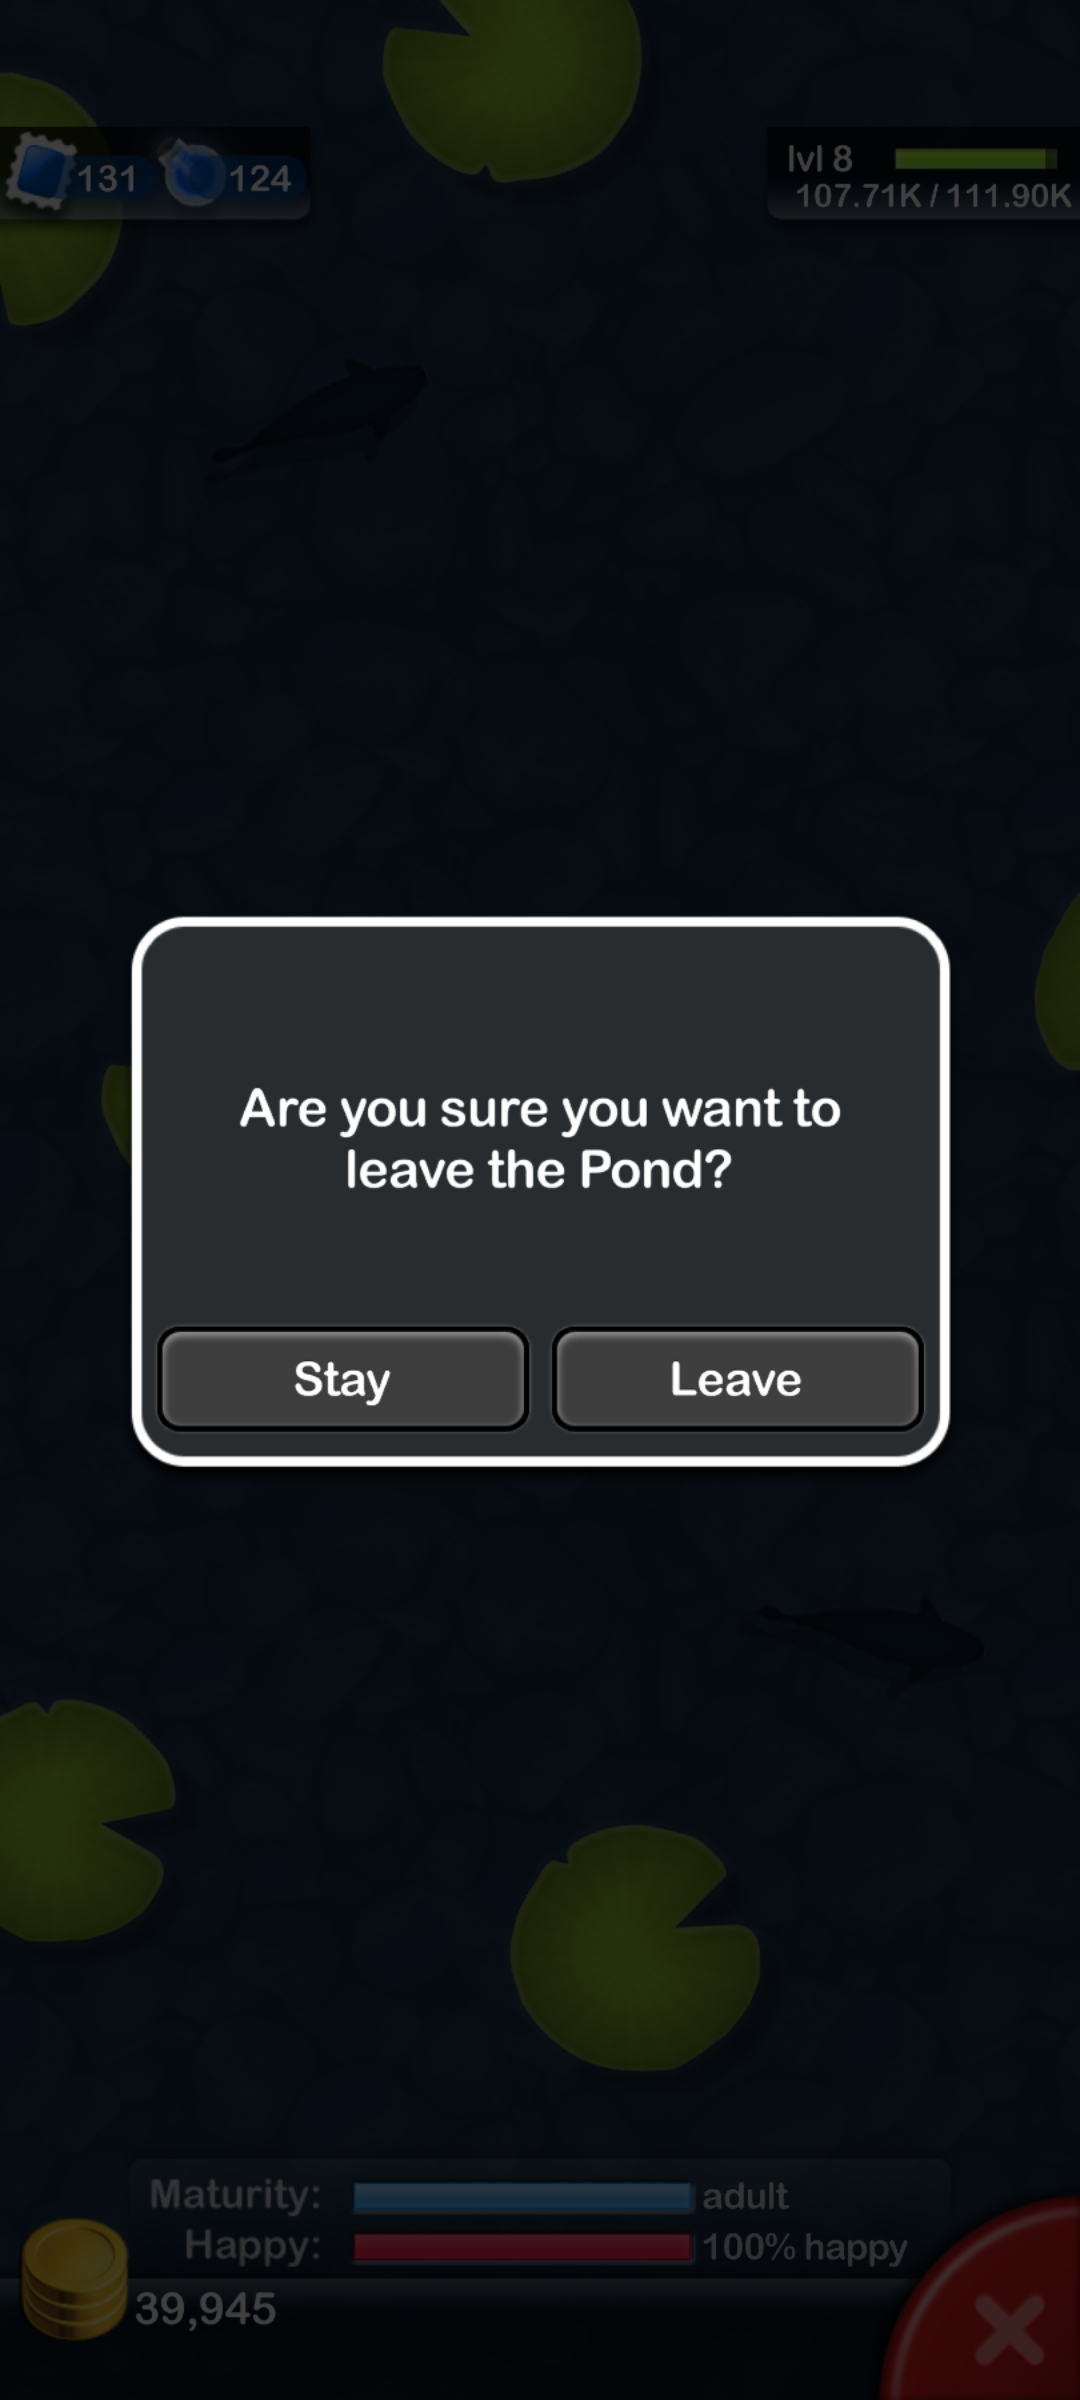 131 124
lvl 8
107.71K / 111.90K
Are you sure you want to
leave the Pond?
Stay Leave
Maturity: adult
Happy: 100% happy
39,945